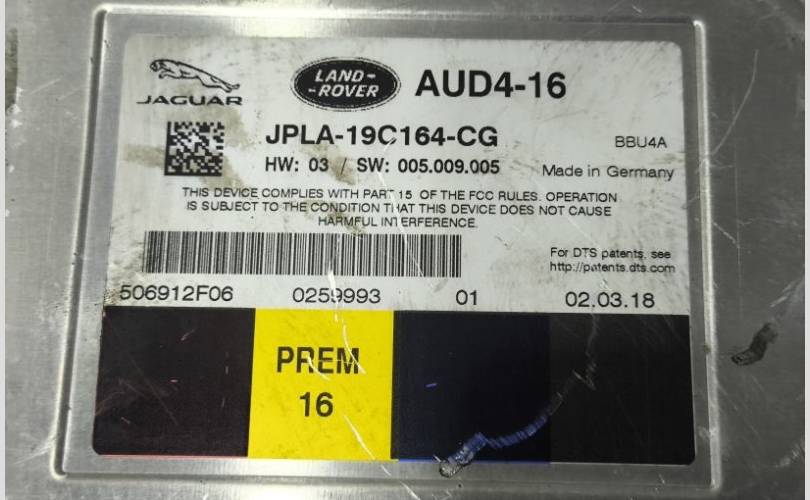 JAGUAR
LAND-
-ROVER
AUD4-16
JPLA-19C164-CG
BBU4A
HW: 03 / SW: 005.009.005
Made in Germany
THIS DEVICE COMPLIES WITH PART 15 OF THE FCC RULES. OPERATION
IS SUBJECT TO THE CONDITION THAT THIS DEVICE DOES NOT CAUSE
HARMFUL INTERFERENCE.
For DTS patents, see
http://patents.dts.com
506912F06 0259993 01 02.03.18
PREM
16